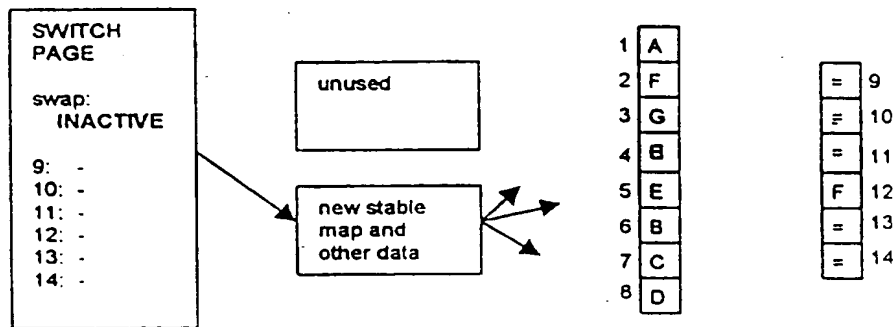 SWITCH
PAGE
swap:
INACTIVE
9: -
10: -
11: -
12: -
13: -
14: -
unused
new stable
map and
other data
1 A
2 F
3 G
4
5 E
6 B
7 C
8 D
= 9
= 10
= 11
F 12
= 13
= 14